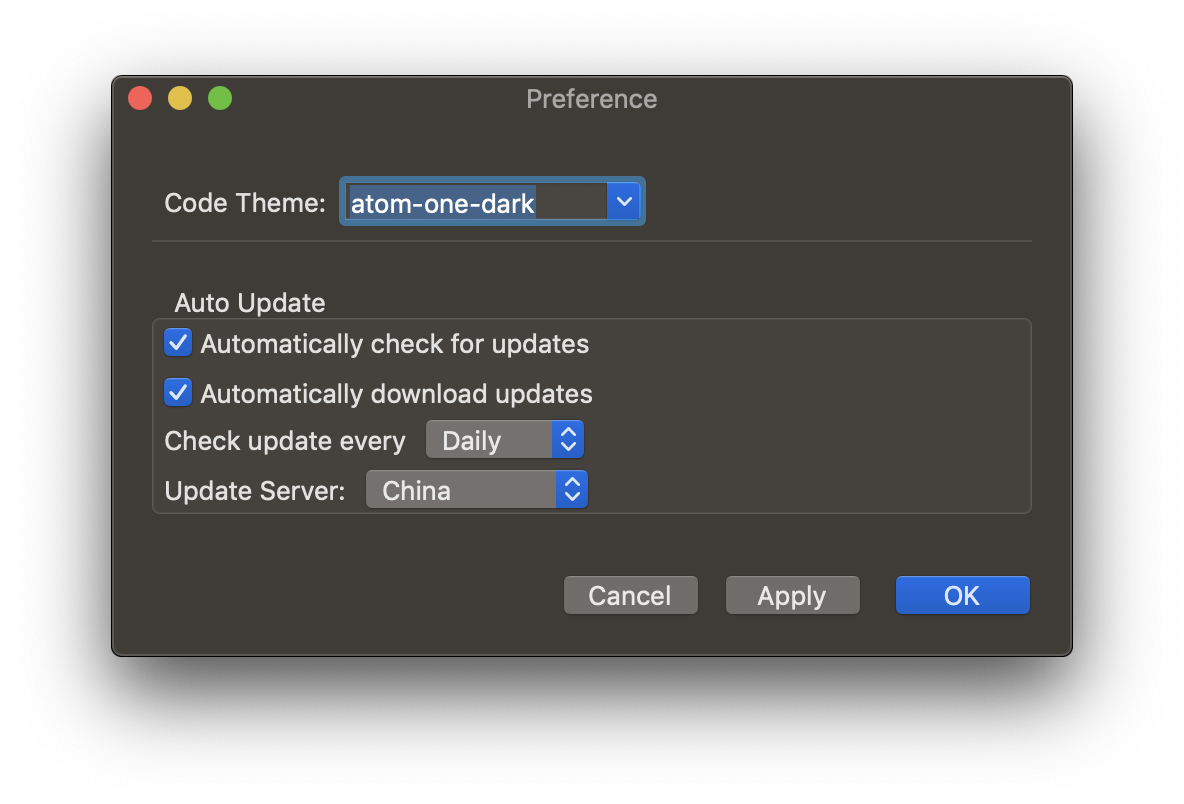 Preference
Code Theme: atom-one-dark
Auto Update
Automatically check for updates
Automatically download updates
Check update every Daily
Update Server: China
Cancel Apply OK